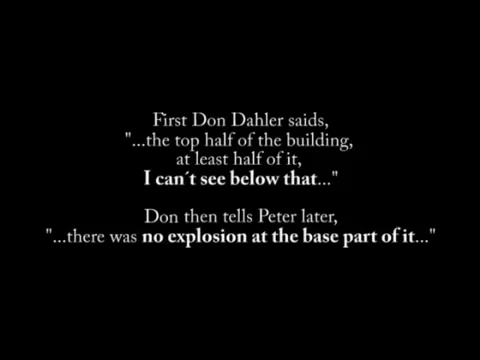 First Don Dahler saids,
"...the top half of the building,
at least half of it,
I can´t see below that..."
Don then tells Peter later,
"...there was no explosion at the base part of it..."